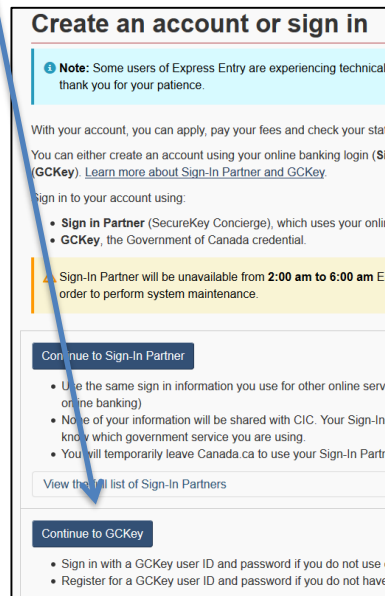 Create an account or sign in
Note: Some users of Express Entry are experiencing technical
thank you for your patience.
With your account, you can apply, pay your fees and check your
You can either create an account using your online banking login
(GCKey). Learn more about Sign-In Partner and GCKey.
Sign in to your account using:
• Sign in Partner (SecureKey Concierge), which uses your
• GCKey, the Government of Canada credential.
Sign-In Partner will be unavailable from 2:00 am to 6:00 am
order to perform system maintenance.
Continue to Sign-In Partner
• Use the same sign in information you use for other online
online banking)
• None of your information will be shared with CIC. Your Sign-In
know which government service you are using.
• You will temporarily leave Canada.ca to use your Sign-In
View the full list of Sign-In Partners
Continue to GCKey
• Sign in with a GCKey user ID and password if you do not use
• Register for a GCKey user ID and password if you do not have